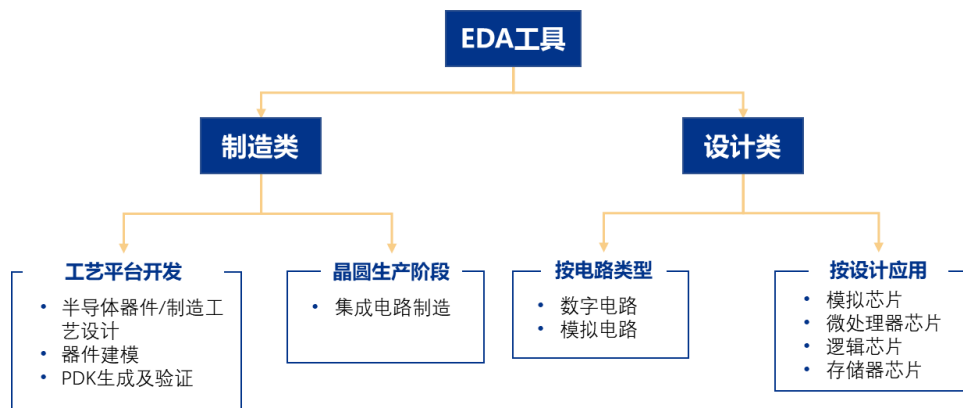 EDA工具
制造类
设计类
工艺平台开发
• 半导体器件/制造工
艺设计
• 器件建模
• PDK生成及验证
晶圆生产阶段
• 集成电路制造
按电路类型
• 数字电路
• 模拟电路
按设计应用
• 模拟芯片
• 微处理器芯片
• 逻辑芯片
• 存储器芯片